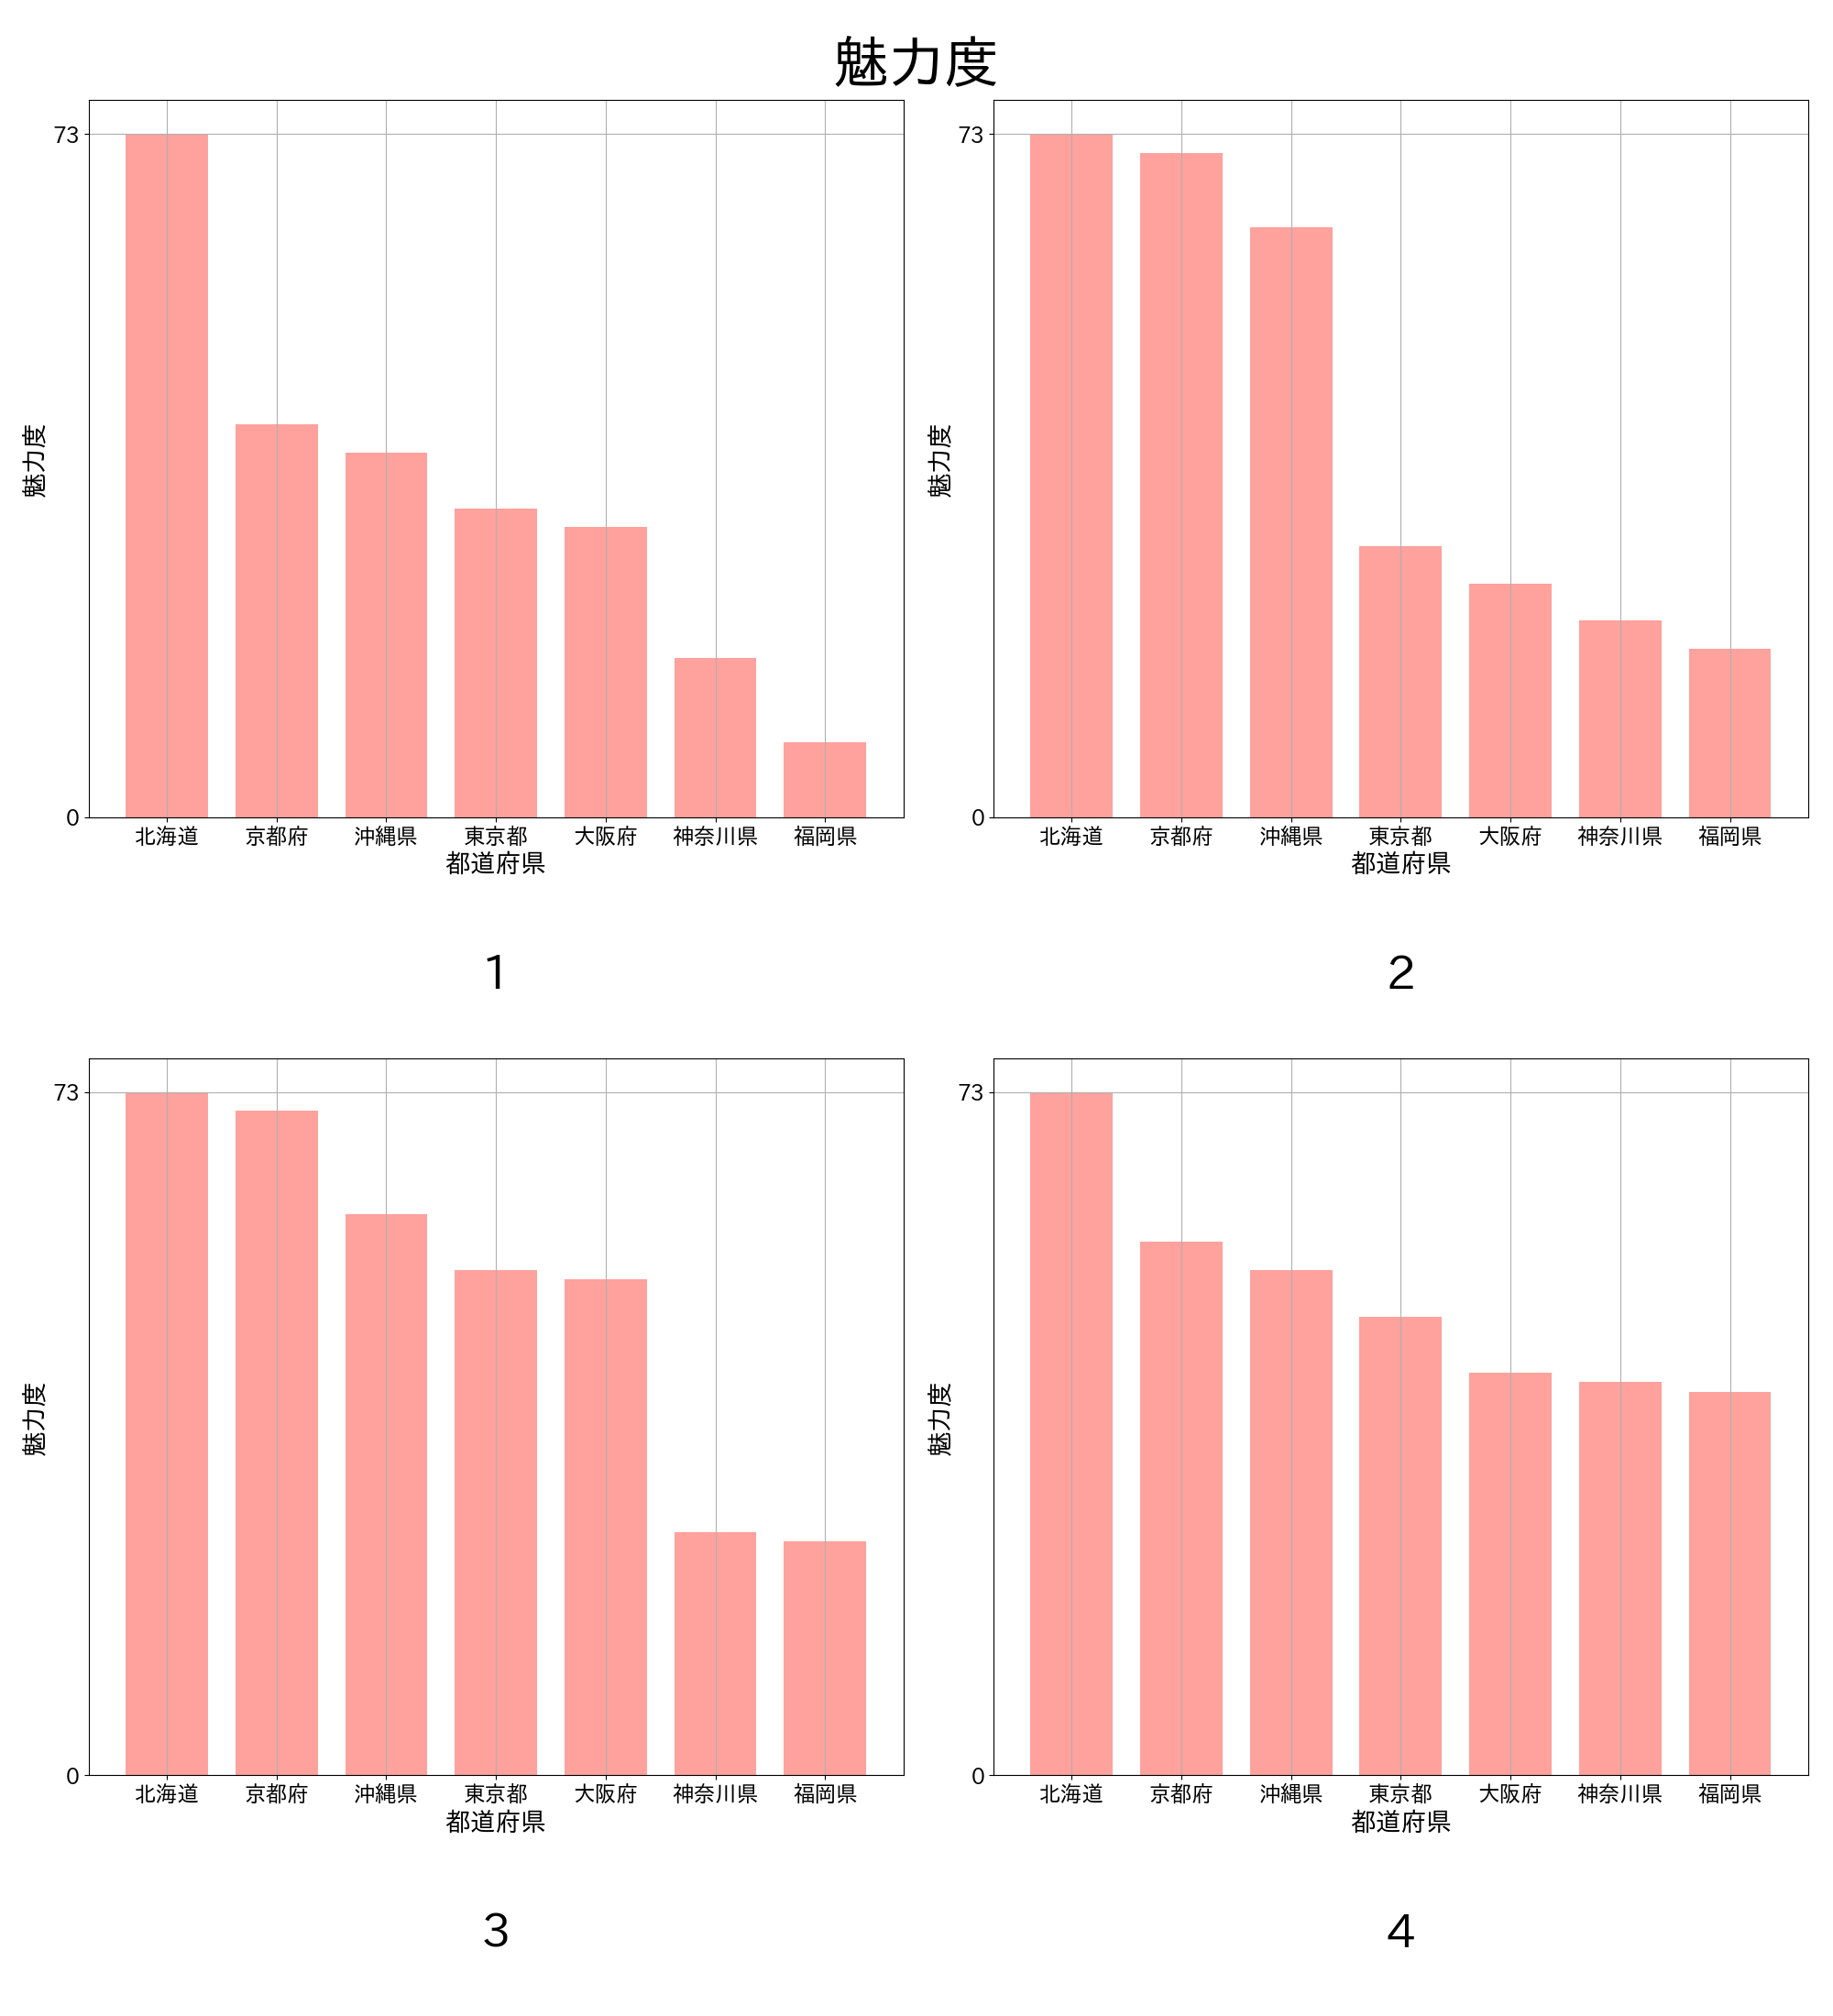 魅力度
73
0
魅力度
北海道 京都府 沖縄県 東京都 大阪府 神奈川県 福岡県
都道府県
1
73
0
魅力度
北海道 京都府 沖縄県 東京都 大阪府 神奈川県 福岡県
都道府県
2
73
0
魅力度
北海道 京都府 沖縄県 東京都 大阪府 神奈川県 福岡県
都道府県
3
73
0
魅力度
北海道 京都府 沖縄県 東京都 大阪府 神奈川県 福岡県
都道府県
4